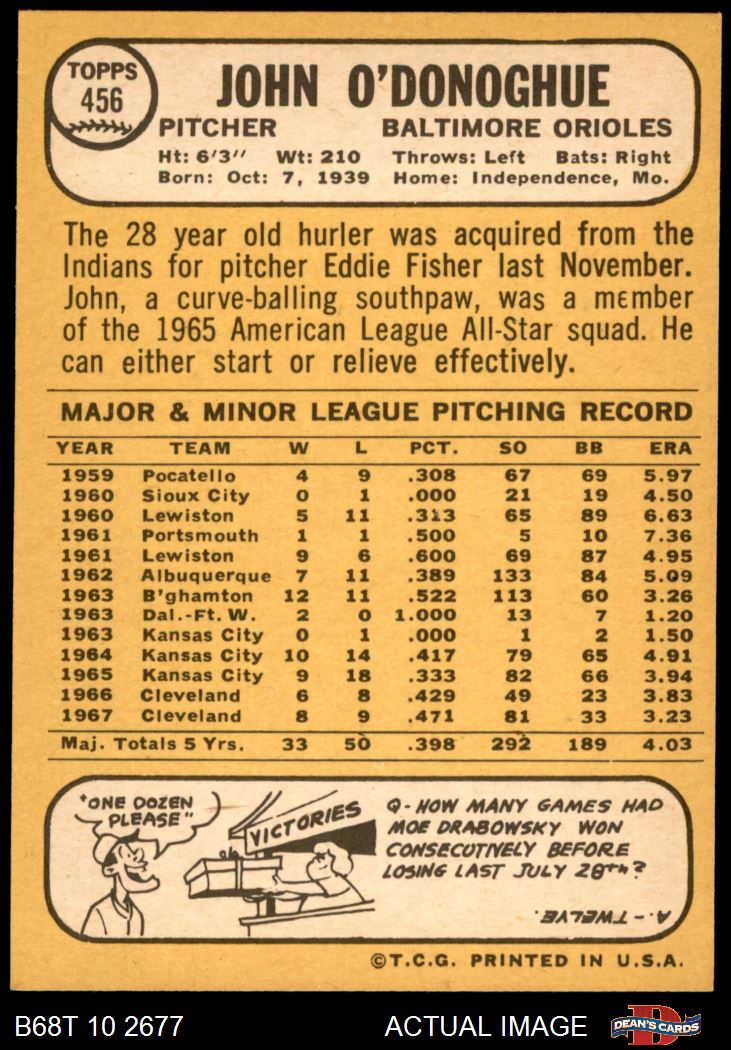 TOPPS
456
JOHN O'DONOGHUE
PITCHER BALTIMORE ORIOLES
Ht: 6'3" Wt: 210 Throws: Left Bats: Right
Born: Oct: 7, 1939 Home: Independence, Mo.
The 28 year old hurler was acquired from the
Indians for pitcher Eddie Fisher last November.
John, a curve-balling southpaw, was a member
of the 1965 American League All-Star squad. He
can either start or relieve effectively.
MAJOR & MINOR LEAGUE PITCHING RECORD
YEAR TEAM W L PCT. SO BB ERA
1959 Pocatello 4 9 .308 67 69 5.97
1960 Sioux City 0 1 .000 21 19 4.50
1960 Lewiston 5 11 .313 65 89 6.63
1961 Portsmouth 1 1 .500 5 10 7.36
1961 Lewiston 9 6 .600 69 87 4.95
1962 Albuquerque 7 11 .389 133 84 5.09
1963 B'ghamton 12 11 .522 113 60 3.26
1963 Dal.-Ft. W. 2 0 1.000 13 7 1.20
1963 Kansas City 0 1 .000 1 2 1.50
1964 Kansas City 10 14 .417 79 65 4.91
1965 Kansas City 9 18 .333 82 66 3.94
1966 Cleveland 6 8 .429 49 23 3.83
1967 Cleveland 8 9 .471 81 33 3.23
Maj. Totals 5 Yrs. 33 50 .398 292 189 4.03
"ONE DOZEN
PLEASE"
VICTORIES
Q-HOW MANY GAMES HAD
MOE DRABOWSKY WON
CONSECUTIVELY BEFORE
LOSING LAST JULY 28TH?
A.-TWELVE.
©T.C.G. PRINTED IN U.S.A.
B68T 10 2677 ACTUAL IMAGE
D
DEAN'S CARDS